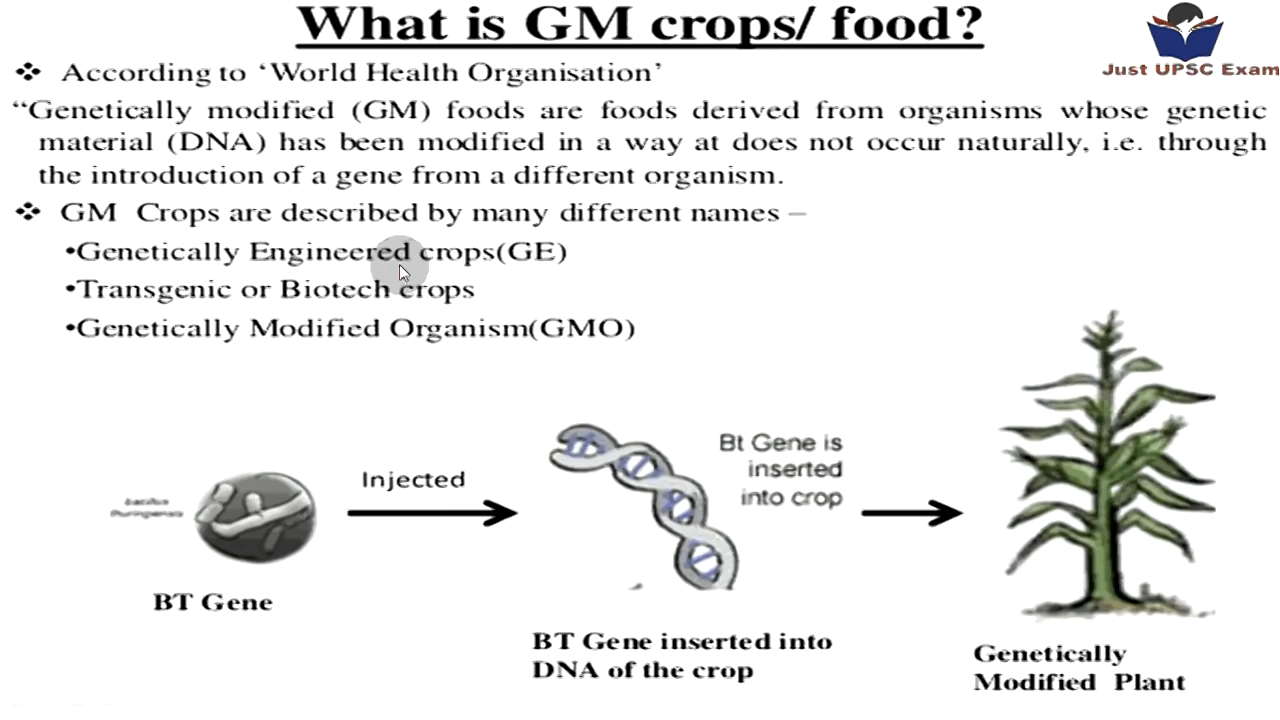 What is GM crops/ food?
Just UPSC Exam
❖ According to ‘World Health Organisation’
“Genetically modified (GM) foods are foods derived from organisms whose genetic
material (DNA) has been modified in a way at does not occur naturally, i.e. through
the introduction of a gene from a different organism.
❖ GM Crops are described by many different names –
•Genetically Engineered crops(GE)
•Transgenic or Biotech crops
•Genetically Modified Organism(GMO)
bacillus
thuringiensis
Injected
Bt Gene is
inserted
into crop
BT Gene
BT Gene inserted into
DNA of the crop
Genetically
Modified Plant